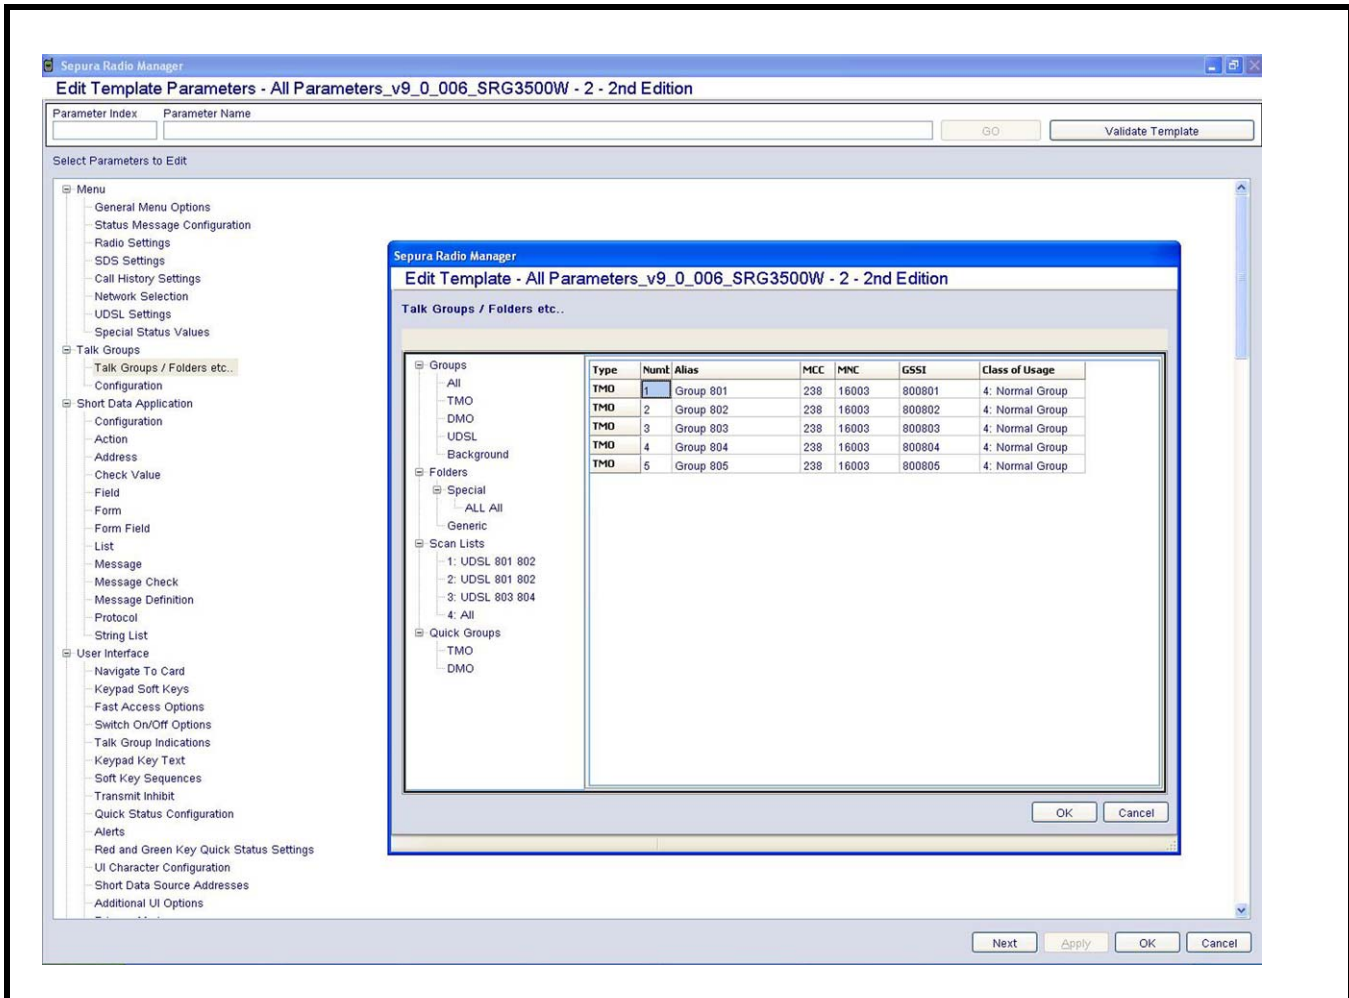 Sepura Radio Manager
Edit Template Parameters - All Parameters_v9_0_006_SRG3500W - 2 - 2nd Edition
Parameter Index Parameter Name
GO Validate Template
Select Parameters to Edit
Menu
General Menu Options
Status Message Configuration
Radio Settings
SDS Settings
Call History Settings
Network Selection
UDSL Settings
Special Status Values
Talk Groups
Talk Groups / Folders etc..
Configuration
Short Data Application
Configuration
Action
Address
Check Value
Field
Form
Form Field
List
Message
Message Check
Message Definition
Protocol
String List
User Interface
Navigate To Card
Keypad Soft Keys
Fast Access Options
Switch On/Off Options
Talk Group Indications
Keypad Key Text
Soft Key Sequences
Transmit Inhibit
Quick Status Configuration
Alerts
Red and Green Key Quick Status Settings
UI Character Configuration
Short Data Source Addresses
Additional UI Options
Sepura Radio Manager
Edit Template - All Parameters_v9_0_006_SRG3500W - 2 - 2nd Edition
Talk Groups / Folders etc..
Groups
All
TMO
DMO
UDSL
Background
Folders
Special
ALL All
Generic
Scan Lists
1: UDSL 801 802
2: UDSL 801 802
3: UDSL 803 804
4: All
Quick Groups
TMO
DMO
Type Numb Alias MCC MNC GSSI Class of Usage
TMO 1 Group 801 238 16003 800801 4: Normal Group
TMO 2 Group 802 238 16003 800802 4: Normal Group
TMO 3 Group 803 238 16003 800803 4: Normal Group
TMO 4 Group 804 238 16003 800804 4: Normal Group
TMO 5 Group 805 238 16003 800805 4: Normal Group
OK Cancel
Next Apply OK Cancel